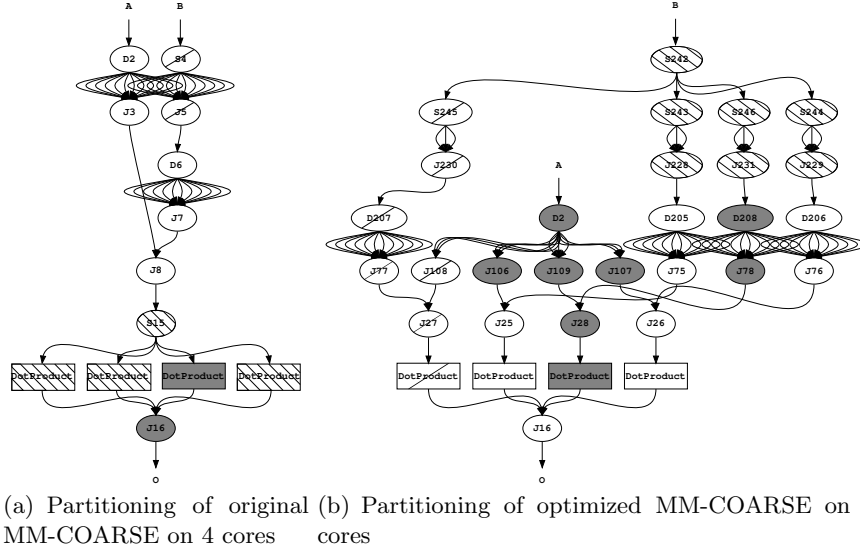 A B
D2 S4
J3 J5
D6
J7
J8
S15
DotProduct DotProduct DotProduct DotProduct
J16
O
B
S242
S245 S243 S246 S244
J230 J228 J231 J229
A
D207 D2 D205 D208 D206
J77 J108 J106 J109 J107 J75 J78 J76
J27 J25 J28 J26
DotProduct DotProduct DotProduct DotProduct
J16
O
(a) Partitioning of original
MM-COARSE on 4 cores
(b) Partitioning of optimized MM-COARSE on
cores